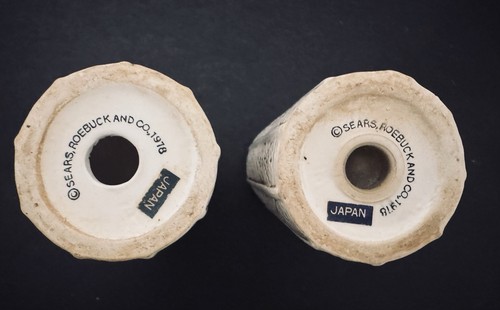 ©SEARS, ROEBUCK AND CO., 1978
JAPAN
©SEARS, ROEBUCK AND CO., 1978
JAPAN